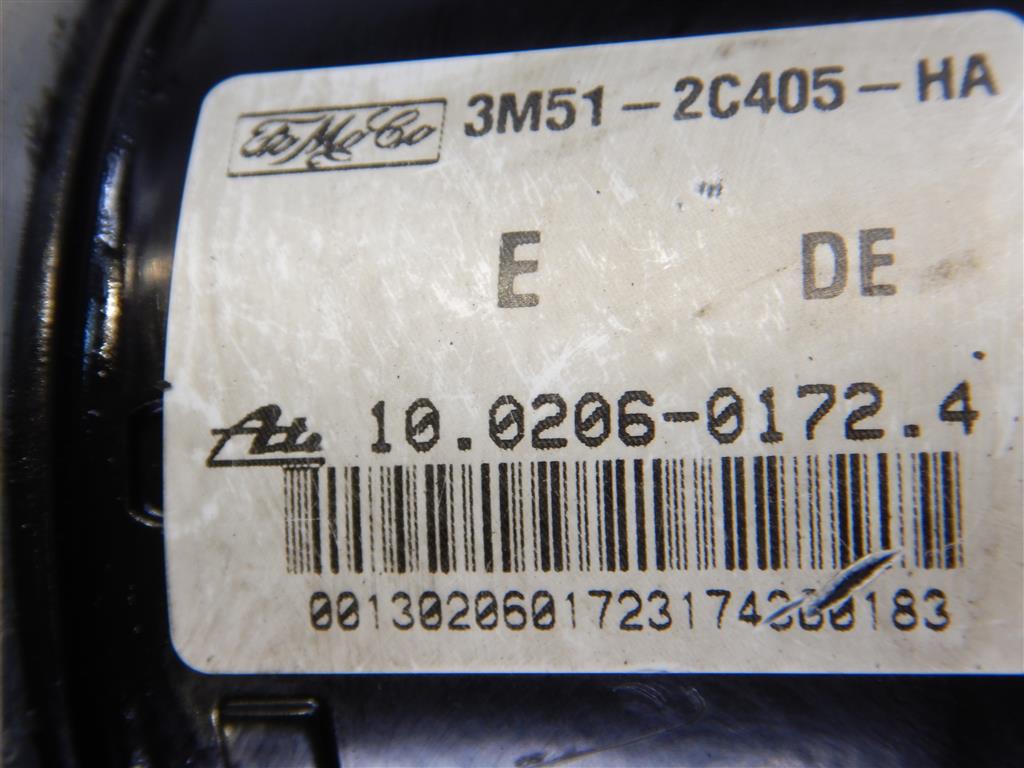 FoMoCo 3M51-2C405-HA
E DE
Ate 10.0206-0172.4